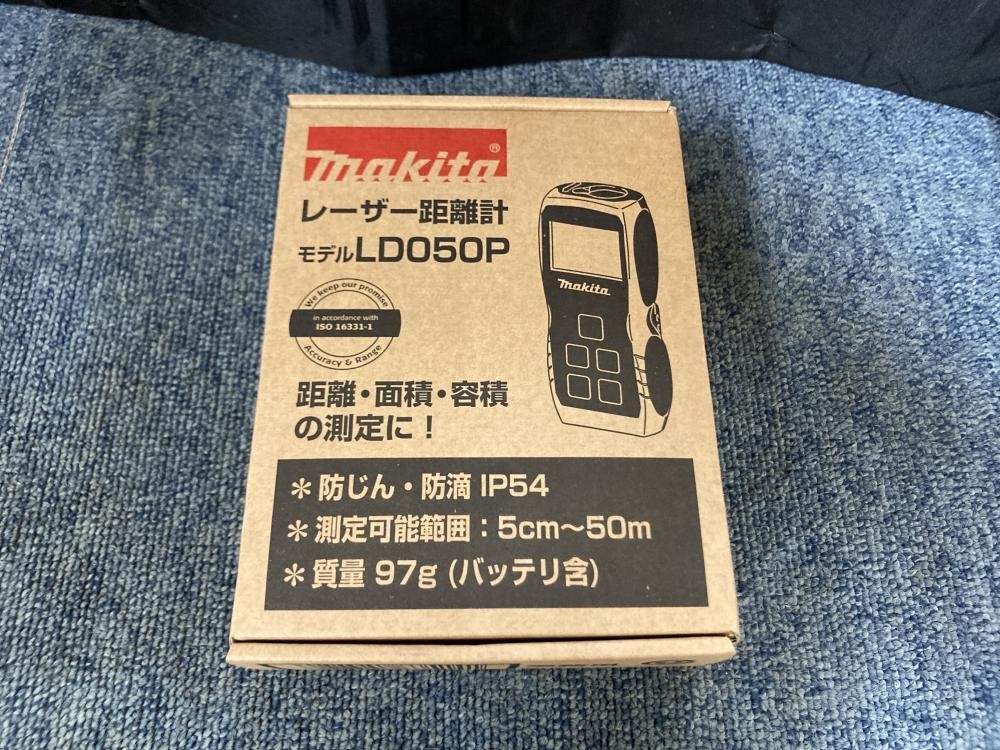 makita®
レーザー距離計
モデルLD050P
We keep our promise
in accordance with
ISO 16331-1
Accuracy & Range
makita
距離・面積・容積
の測定に！
＊防じん・防滴 IP54
＊測定可能範囲：5cm〜50m
＊質量 97g (バッテリ含)